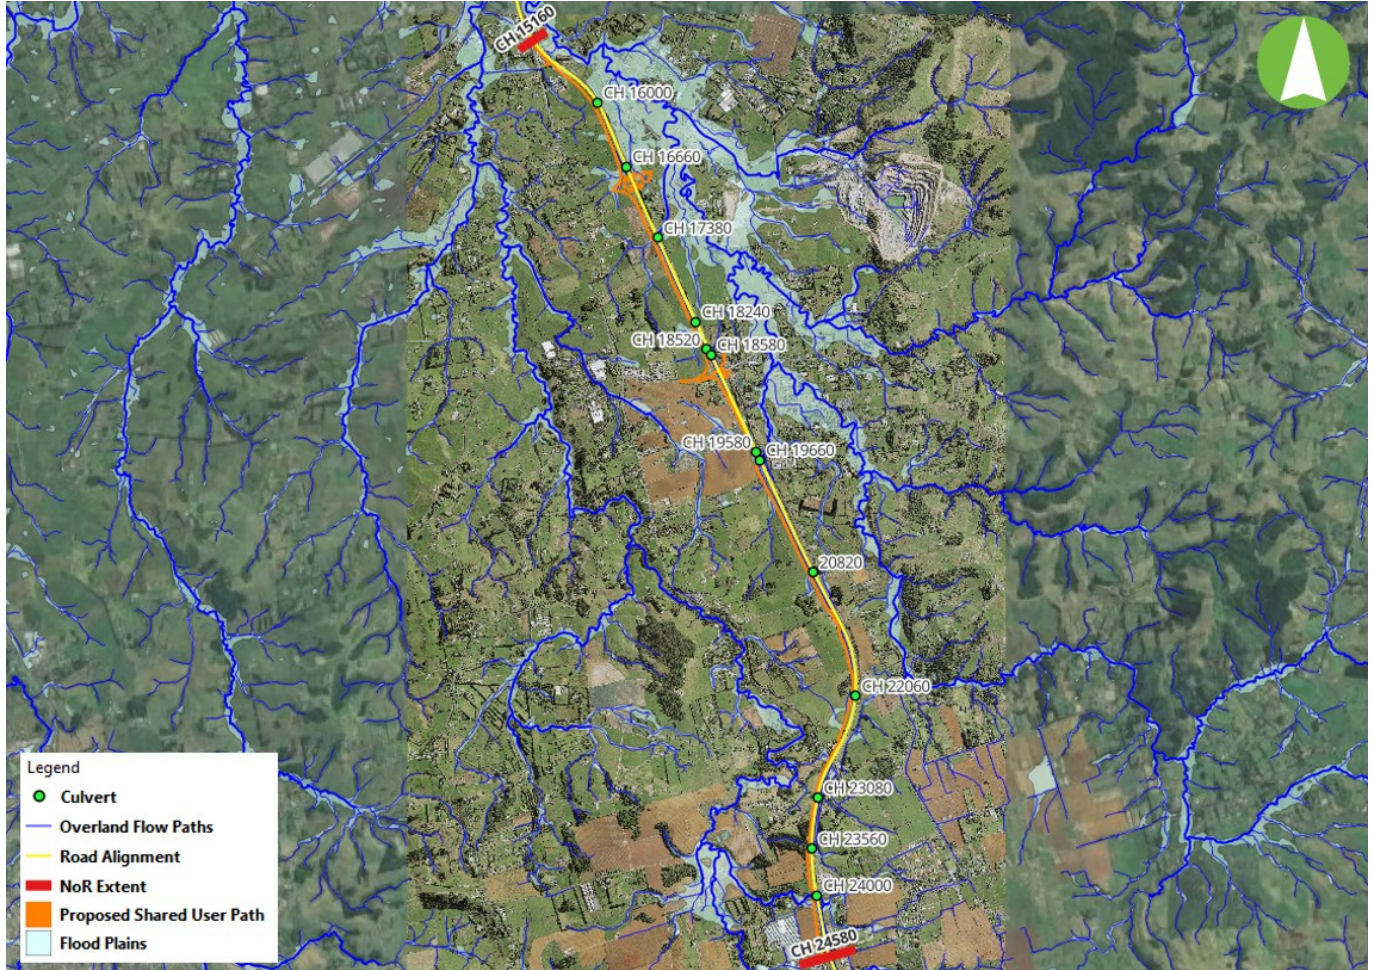 CH 15160
CH 16000
CH 16660
CH 17380
CH 18240
CH 18520
CH 18580
CH 19580
CH 19660
20820
CH 22060
CH 23080
CH 23560
CH 24000
CH 24580
Legend
Culvert
Overland Flow Paths
Road Alignment
NoR Extent
Proposed Shared User Path
Flood Plains